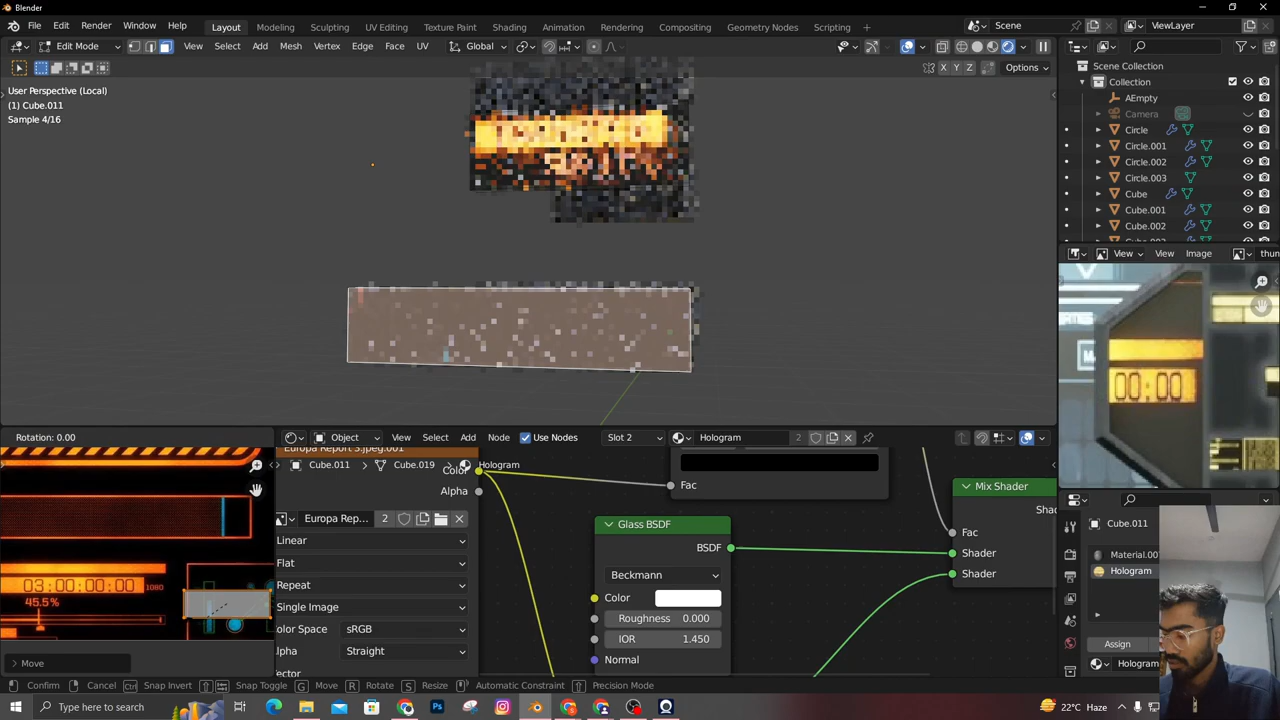 Blender
File Edit Render Window Help Layout Modeling Sculpting UV Editing Texture Paint Shading Animation Rendering Compositing Geometry Nodes Scripting + Scene ViewLayer
Edit Mode View Select Add Mesh Vertex Edge Face UV Global
X Y Z Options
User Perspective (Local)
(1) Cube.011
Sample 4/16
Scene Collection
Collection
AEmpty
Camera
Circle
Circle.001
Circle.002
Circle.003
Cube
Cube.001
Cube.002
View View Image thun
00:00
Rotation: 0.00
Object View Select Add Node Use Nodes Slot 2 Hologram 2
Cube.011 Cube.019 Hologram
Color
Alpha
Fac
Mix Shader
Europa Rep... 2
Glass BSDF
BSDF
Fac
Shader
Shader
Linear
Flat
Repeat
Single Image
Beckmann
Color
Roughness 0.000
IOR 1.450
Normal
sRGB
Straight
03:00:00:00 1080
45.5%
Move
Cube.011
Hologram
Assign
Hologram
Confirm Cancel Ctrl Snap Invert Snap Toggle G Move R Rotate S Resize Automatic Constraint Precision Mode
Type here to search
22°C Haze